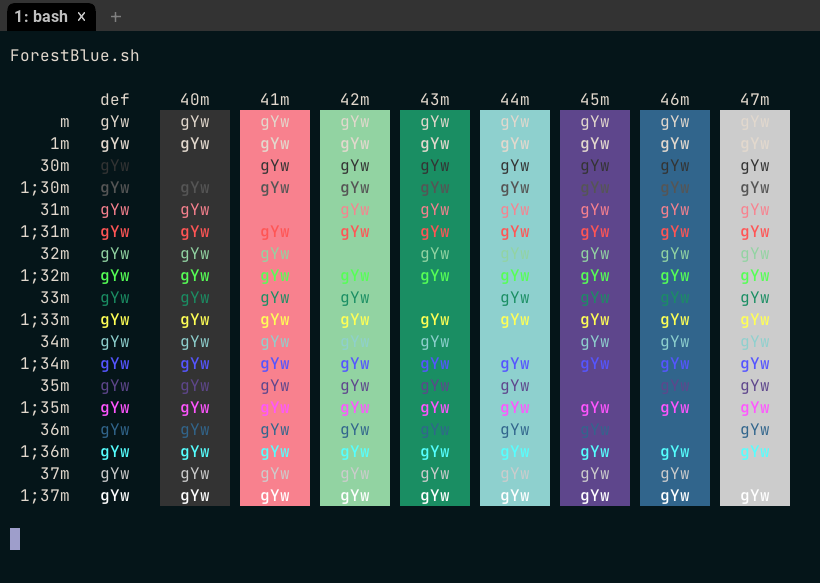 1: bash × +
ForestBlue.sh
def 40m 41m 42m 43m 44m 45m 46m 47m
m gYw gYw gYw gYw gYw gYw gYw gYw gYw
1m gYw gYw gYw gYw gYw gYw gYw gYw gYw
30m gYw gYw gYw gYw gYw gYw gYw gYw
1;30m gYw gYw gYw gYw gYw gYw gYw gYw gYw
31m gYw gYw gYw gYw gYw gYw gYw gYw
1;31m gYw gYw gYw gYw gYw gYw gYw gYw gYw
32m gYw gYw gYw gYw gYw gYw gYw gYw
1;32m gYw gYw gYw gYw gYw gYw gYw gYw gYw
33m gYw gYw gYw gYw gYw gYw gYw gYw
1;33m gYw gYw gYw gYw gYw gYw gYw gYw gYw
34m gYw gYw gYw gYw gYw gYw gYw gYw
1;34m gYw gYw gYw gYw gYw gYw gYw gYw gYw
35m gYw gYw gYw gYw gYw gYw gYw gYw
1;35m gYw gYw gYw gYw gYw gYw gYw gYw gYw
36m gYw gYw gYw gYw gYw gYw gYw gYw
1;36m gYw gYw gYw gYw gYw gYw gYw gYw gYw
37m gYw gYw gYw gYw gYw gYw gYw gYw
1;37m gYw gYw gYw gYw gYw gYw gYw gYw gYw